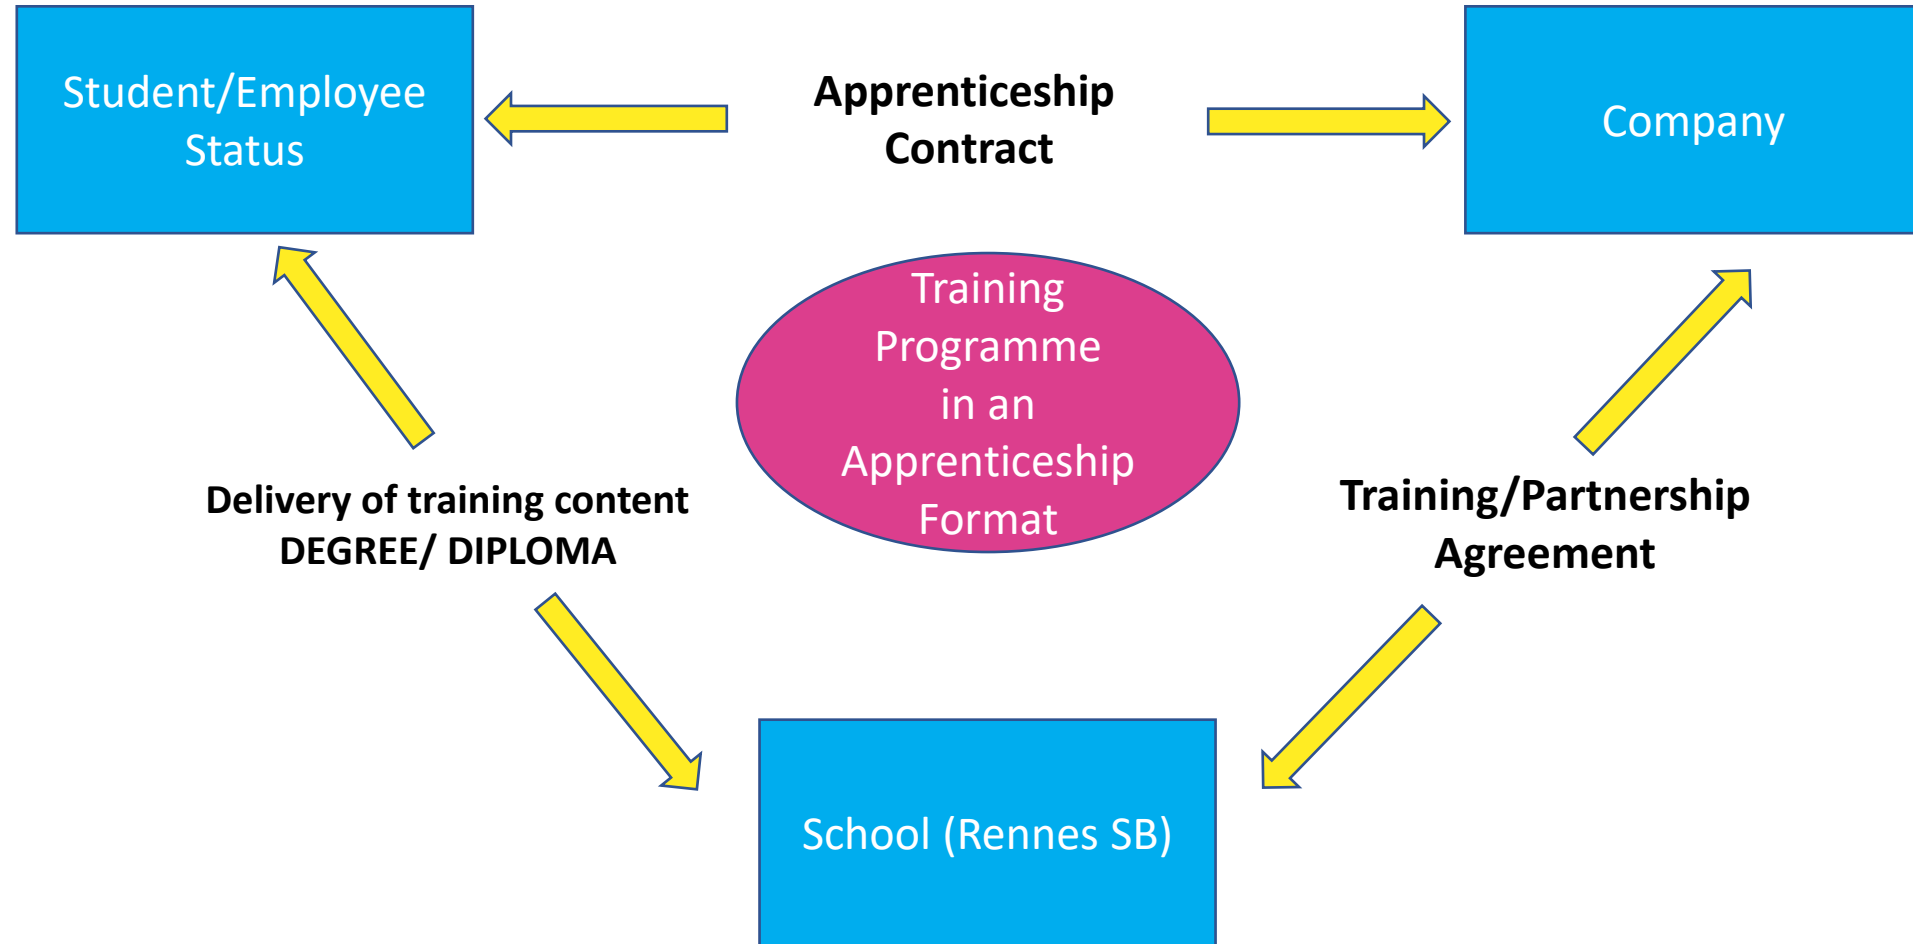 Student/Employee
Status
Apprenticeship
Contract
Company
Training
Programme
in an
Apprenticeship
Format
Delivery of training content
DEGREE/ DIPLOMA
Training/Partnership
Agreement
School (Rennes SB)